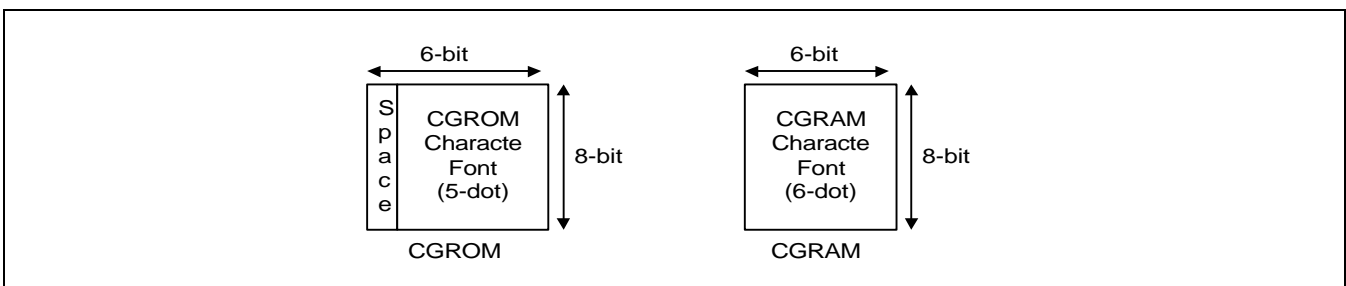 6-bit
Space
CGROM
Characte
Font
(5-dot)
8-bit
CGROM
6-bit
CGRAM
Characte
Font
(6-dot)
8-bit
CGRAM